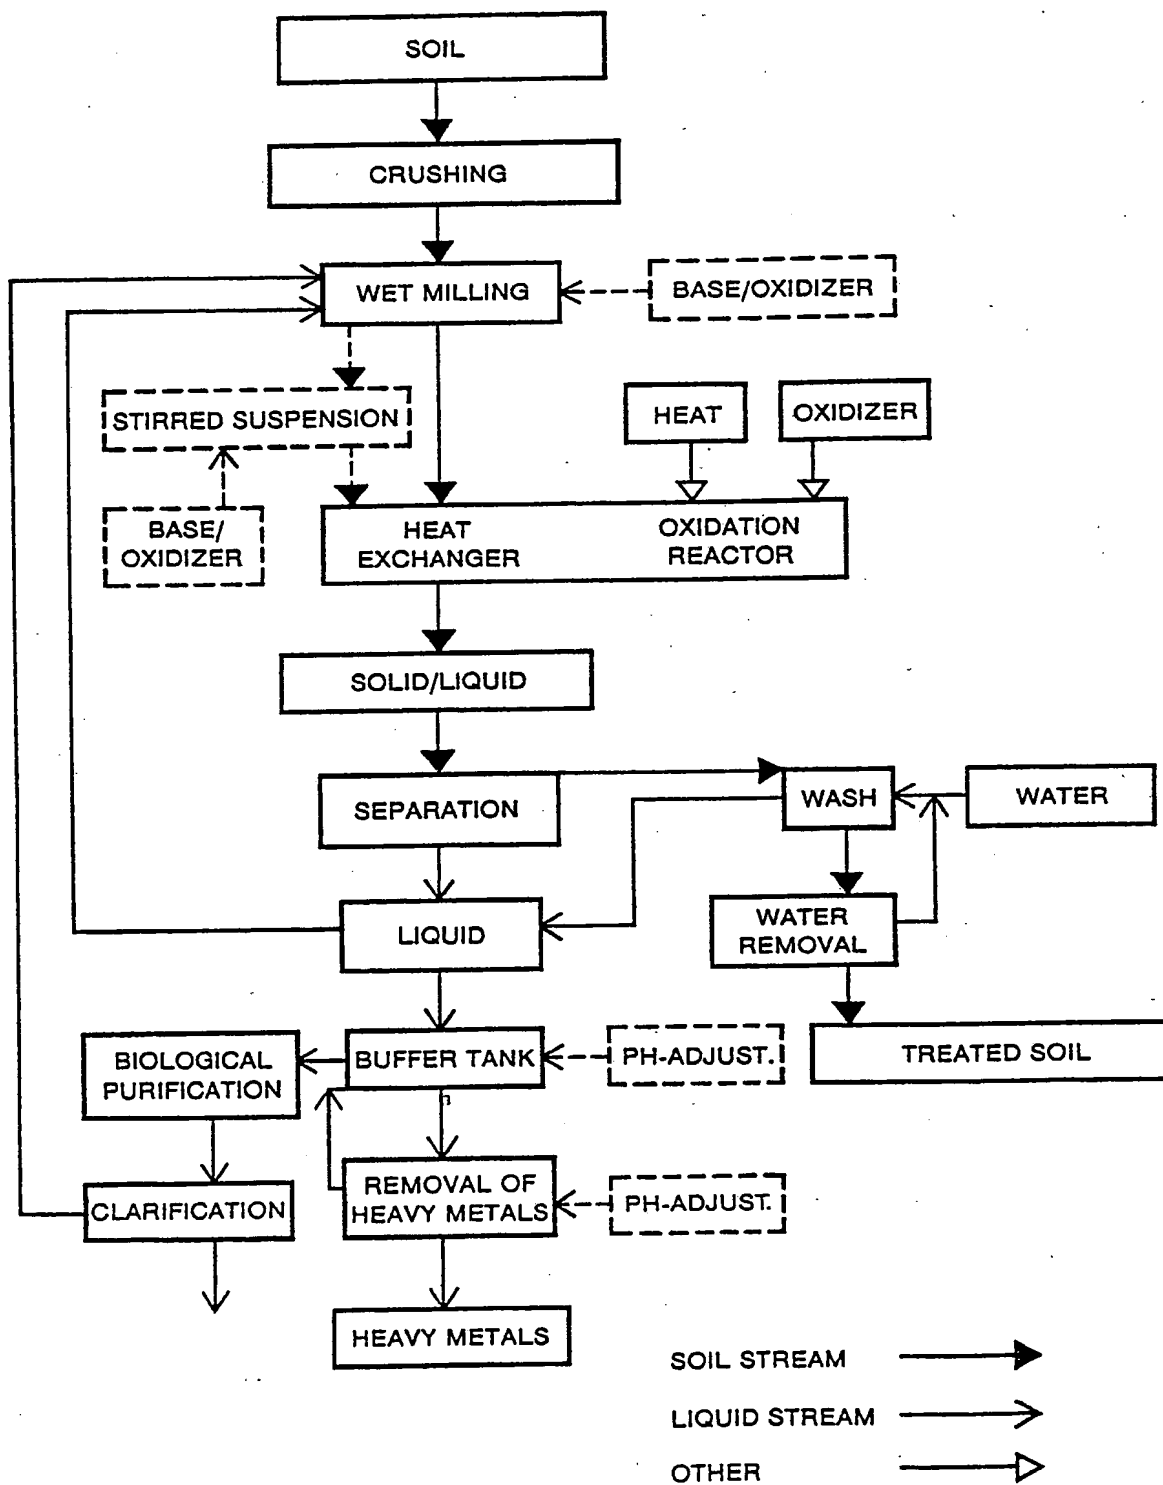 SOIL
CRUSHING
WET MILLING
BASE/OXIDIZER
STIRRED SUSPENSION
HEAT
OXIDIZER
BASE/
OXIDIZER
HEAT
EXCHANGER
OXIDATION
REACTOR
SOLID/LIQUID
SEPARATION
WASH
WATER
LIQUID
WATER
REMOVAL
BIOLOGICAL
PURIFICATION
BUFFER TANK
PH-ADJUST.
TREATED SOIL
CLARIFICATION
REMOVAL OF
HEAVY METALS
PH-ADJUST.
HEAVY METALS
SOIL STREAM
LIQUID STREAM
OTHER